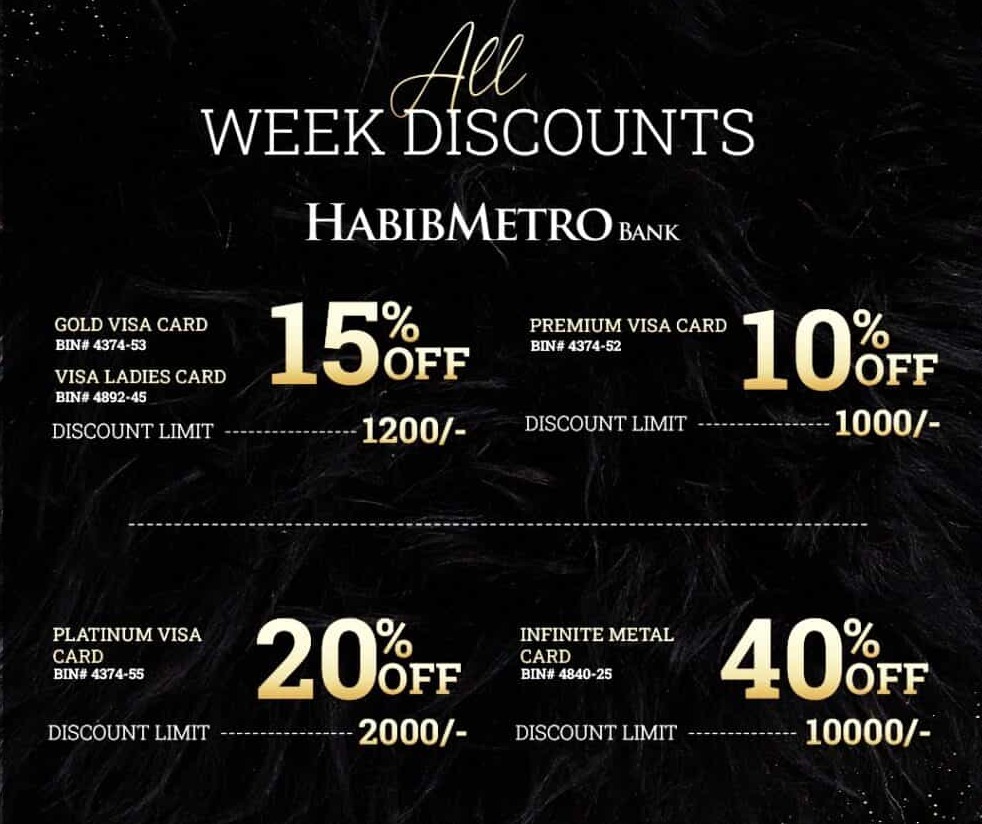 All
WEEK DISCOUNTS
HABIBMETRO BANK
GOLD VISA CARD
BIN# 4374-53
VISA LADIES CARD
BIN# 4892-45
15% OFF
DISCOUNT LIMIT ---------------- 1200/-
PREMIUM VISA CARD
BIN# 4374-52
10% OFF
DISCOUNT LIMIT ---------------- 1000/-
PLATINUM VISA
CARD
BIN# 4374-55
20% OFF
DISCOUNT LIMIT ---------------- 2000/-
INFINITE METAL
CARD
BIN# 4840-25
40% OFF
DISCOUNT LIMIT ------------- 10000/-